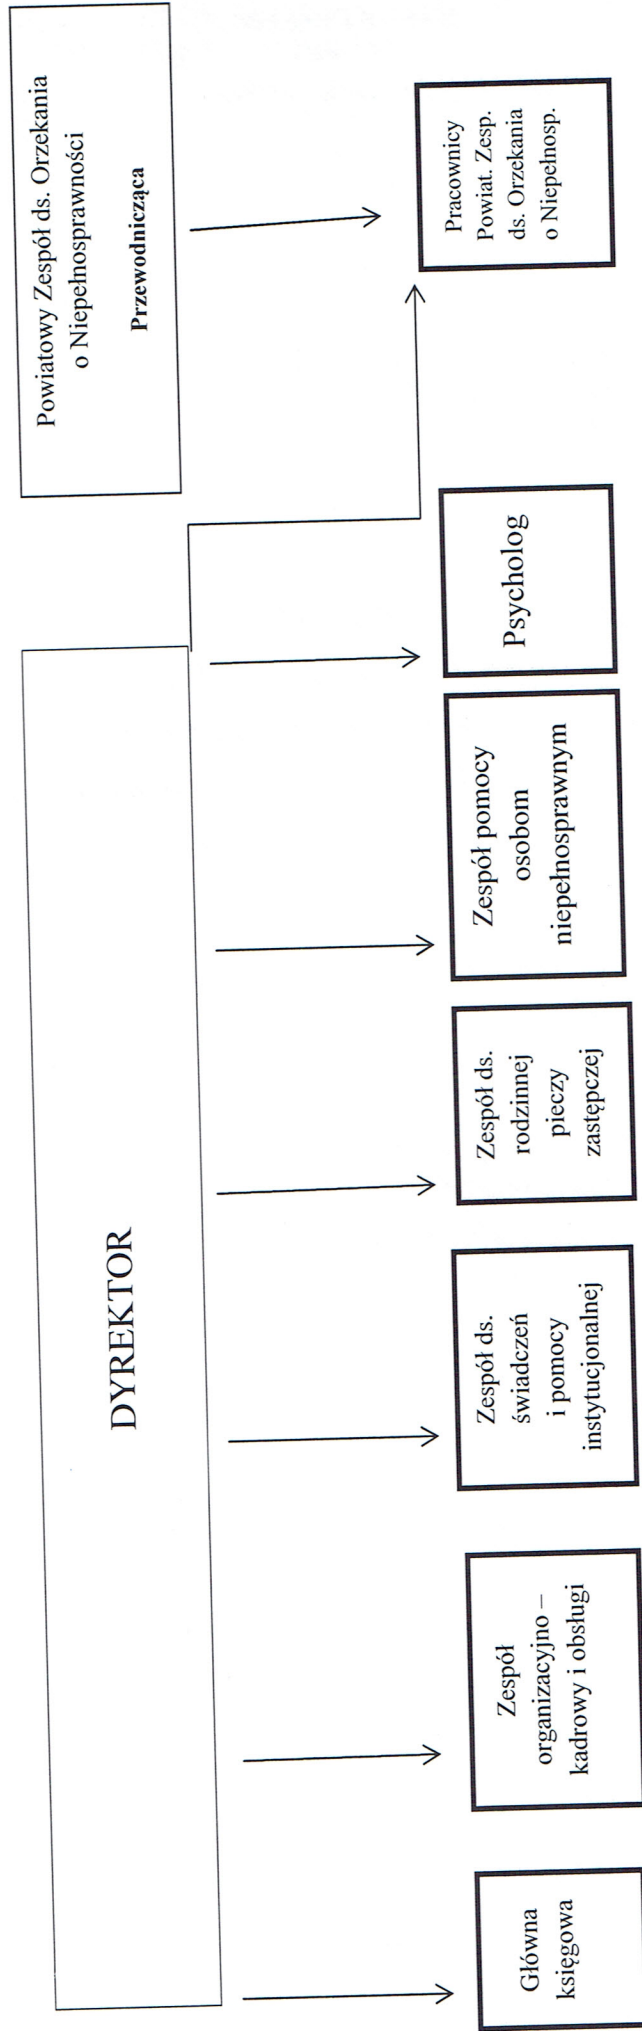 DYREKTOR
Powiatowy Zespół ds. Orzekania
o Niepełnosprawności
Przewodnicząca
Główna
księgowa
Zespół
organizacyjno –
kadrowy i obsługi
Zespół ds.
świadczeń
i pomocy
instytucjonalnej
Zespół ds.
rodzinnej
pieczy
zastępczej
Zespół pomocy
osobom
niepełnosprawnym
Psycholog
Pracownicy
Powiat. Zesp.
ds. Orzekania
o Niepełnosp.